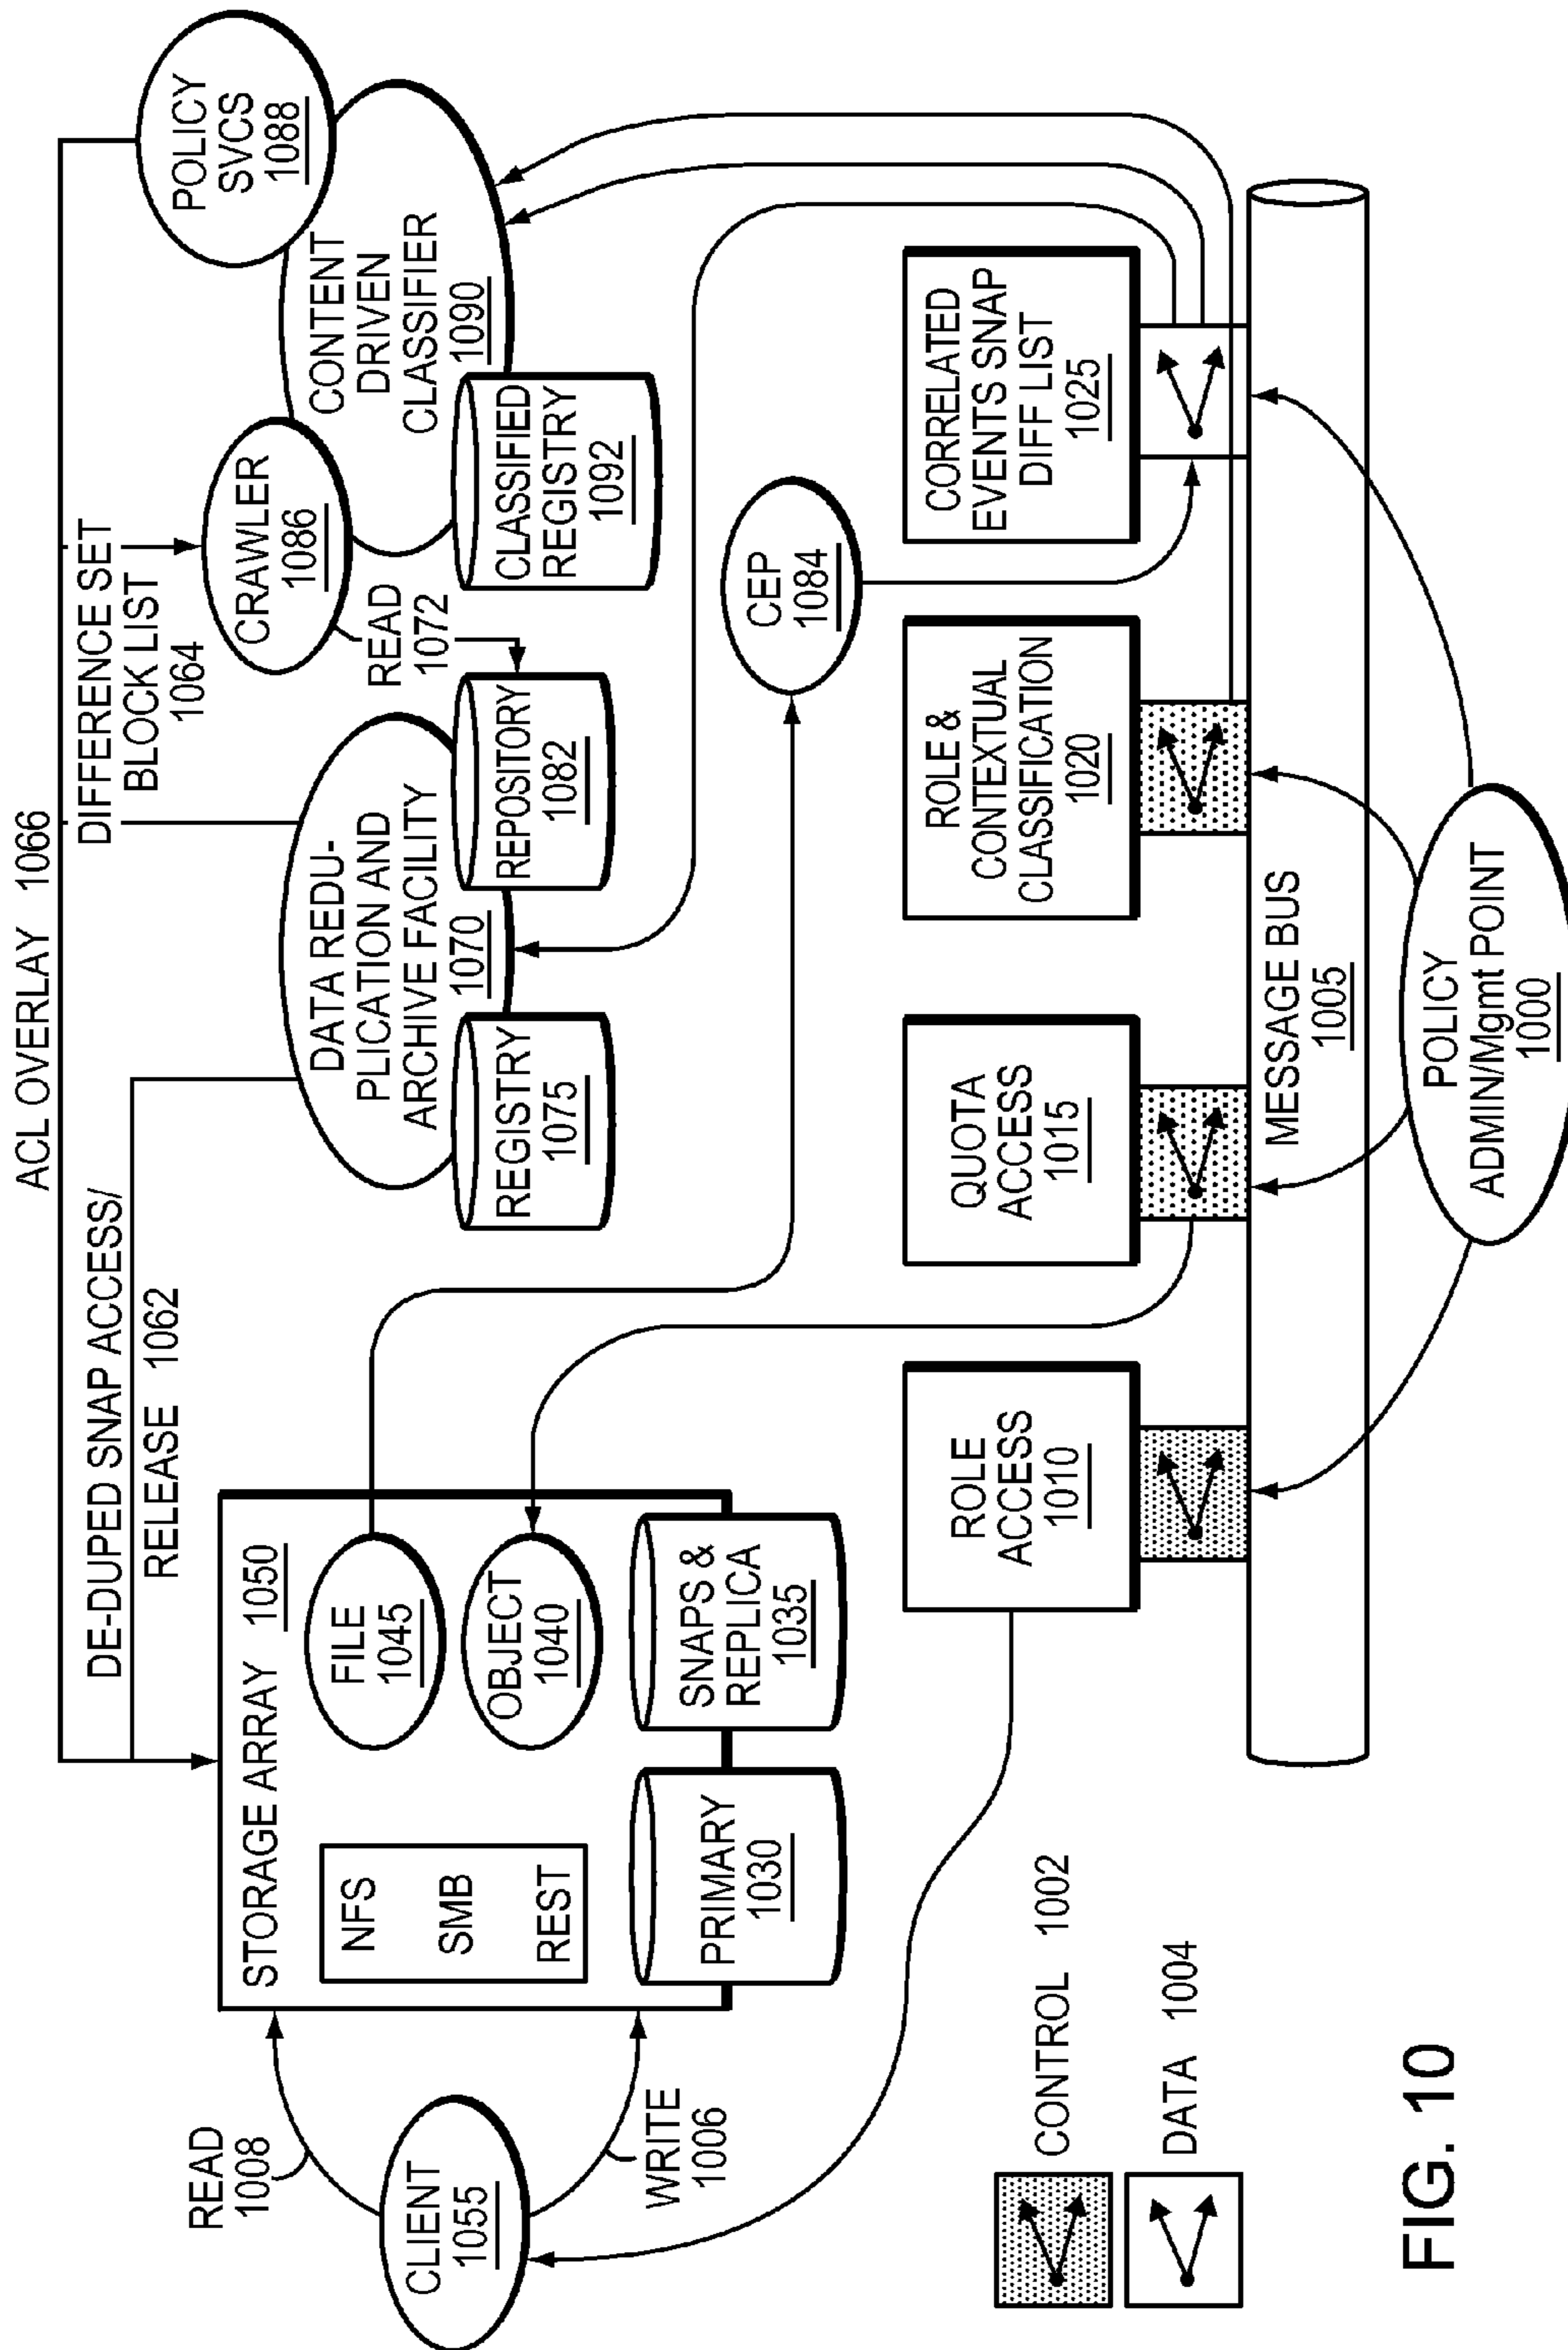 ACL OVERLAY 1066
DE-DUPED SNAP ACCESS/
RELEASE 1062
DIFFERENCE SET
BLOCK LIST
1064
READ
1008
CLIENT
1055
WRITE
1006
STORAGE ARRAY 1050
NFS
SMB
REST
FILE
1045
OBJECT
1040
PRIMARY
1030
SNAPS &
REPLICA
1035
DATA REDU-
PLICATION AND
ARCHIVE FACILITY
1070
REGISTRY
1075
REPOSITORY
1082
READ
1072
CRAWLER
1086
POLICY
SVCS
1088
CONTENT
DRIVEN
CLASSIFIER
1090
CLASSIFIED
REGISTRY
1092
CEP
1084
ROLE
ACCESS
1010
QUOTA
ACCESS
1015
ROLE &
CONTEXTUAL
CLASSIFICATION
1020
CORRELATED
EVENTS SNAP
DIFF LIST
1025
MESSAGE BUS
1005
POLICY
ADMIN/Mgmt POINT
1000
CONTROL 1002
DATA 1004
FIG. 10